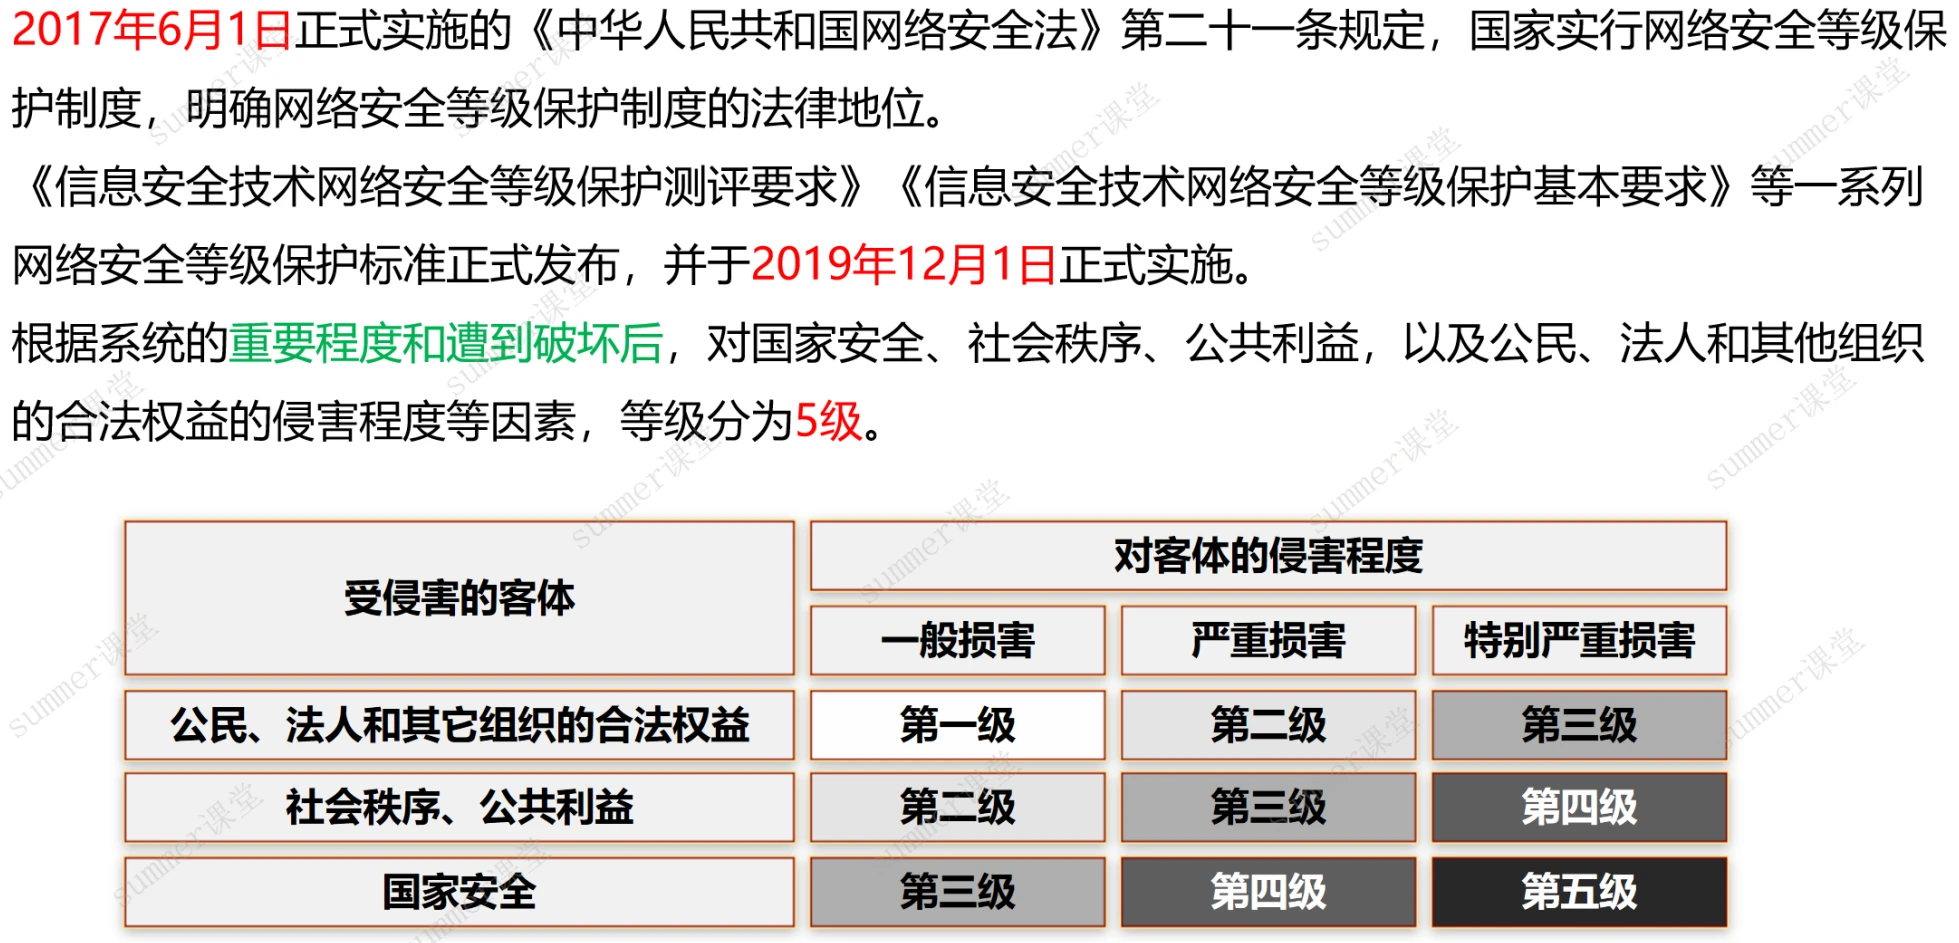 2017年6月1日正式实施的《中华人民共和国网络安全法》第二十一条规定，国家实行网络安全等级保
护制度，明确网络安全等级保护制度的法律地位。
《信息安全技术网络安全等级保护测评要求》《信息安全技术网络安全等级保护基本要求》等一系列
网络安全等级保护标准正式发布，并于2019年12月1日正式实施。
根据系统的重要程度和遭到破坏后，对国家安全、社会秩序、公共利益，以及公民、法人和其他组织
的合法权益的侵害程度等因素，等级分为5级。
受侵害的客体
对客体的侵害程度
一般损害 严重损害 特别严重损害
公民、法人和其它组织的合法权益 第一级 第二级 第三级
社会秩序、公共利益 第二级 第三级 第四级
国家安全 第三级 第四级 第五级
summer课堂